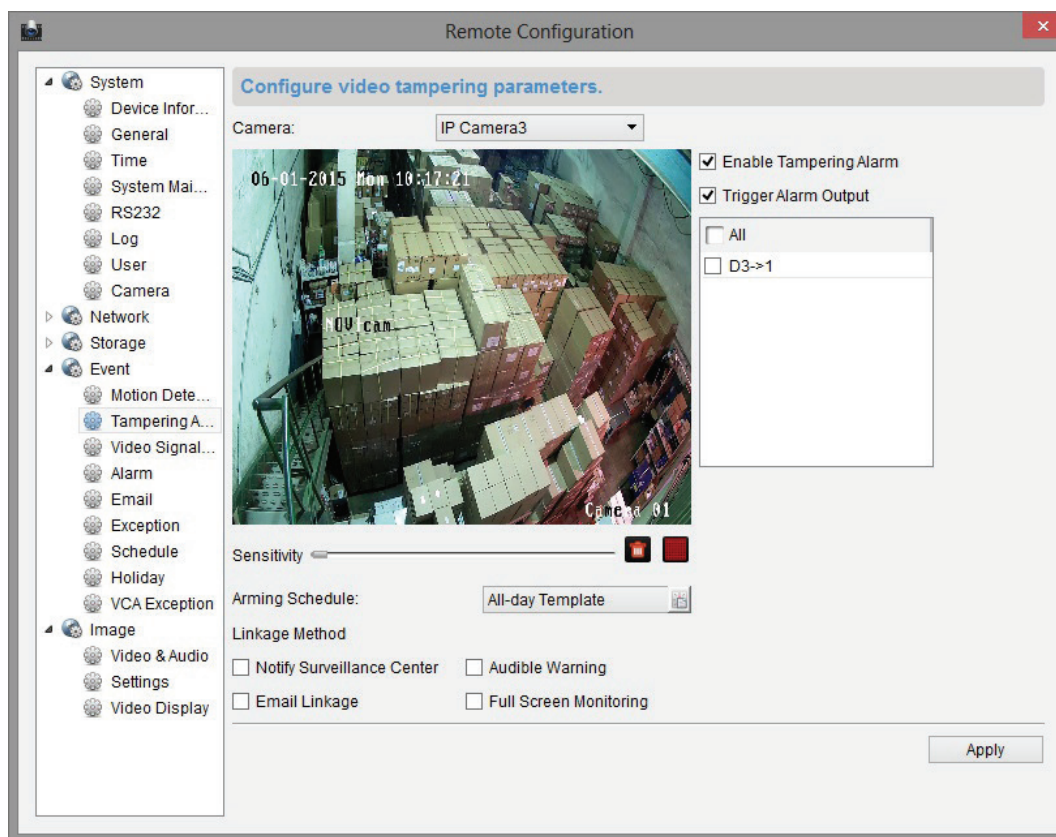 Remote Configuration
System
Device Infor...
General
Time
System Mai...
RS232
Log
User
Camera
Network
Storage
Event
Motion Dete...
Tampering A...
Video Signal...
Alarm
Email
Exception
Schedule
Holiday
VCA Exception
Image
Video & Audio
Settings
Video Display
Configure video tampering parameters.
Camera:
IP Camera3
06-01-2015 Mon 10:17:21
NOVIcam
Camera 01
Enable Tampering Alarm
Trigger Alarm Output
All
D3->1
Sensitivity
Arming Schedule:
All-day Template
Linkage Method
Notify Surveillance Center
Audible Warning
Email Linkage
Full Screen Monitoring
Apply